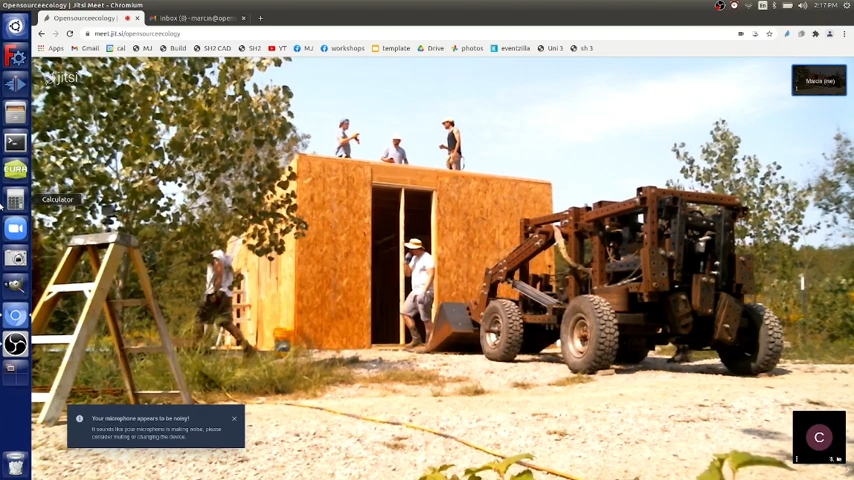 Opensourceecology | Jitsi Meet - Chromium
En
2:17 PM
Opensourceecology |
Inbox (8) - marcin@open
meet.jit.si/opensourceecology
Apps
Gmail
cal
MJ
Build
SH2 CAD
SH2
YT
MJ
workshops
template
Drive
photos
eventzilla
Uni 3
sh 3
jitsi
Marcin (me)
CURA
Calculator
Your microphone appears to be noisy!
It sounds like your microphone is making noise, please
consider muting or changing the device.
C